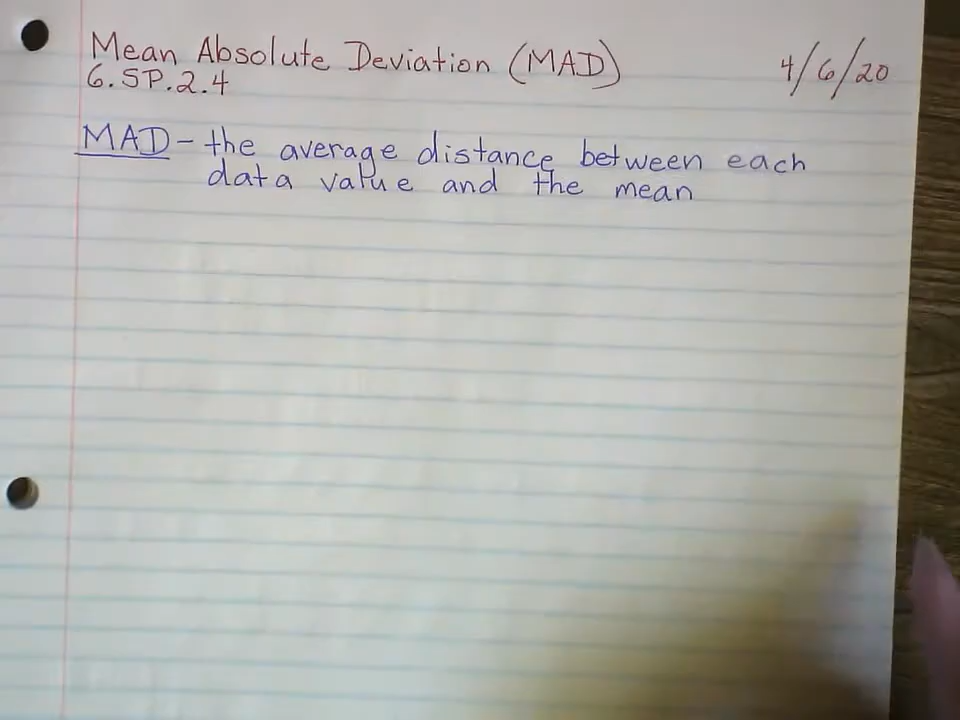 Mean Absolute Deviation (MAD) 4/6/20
6.SP.2.4
MAD - the average distance between each
data value and the mean